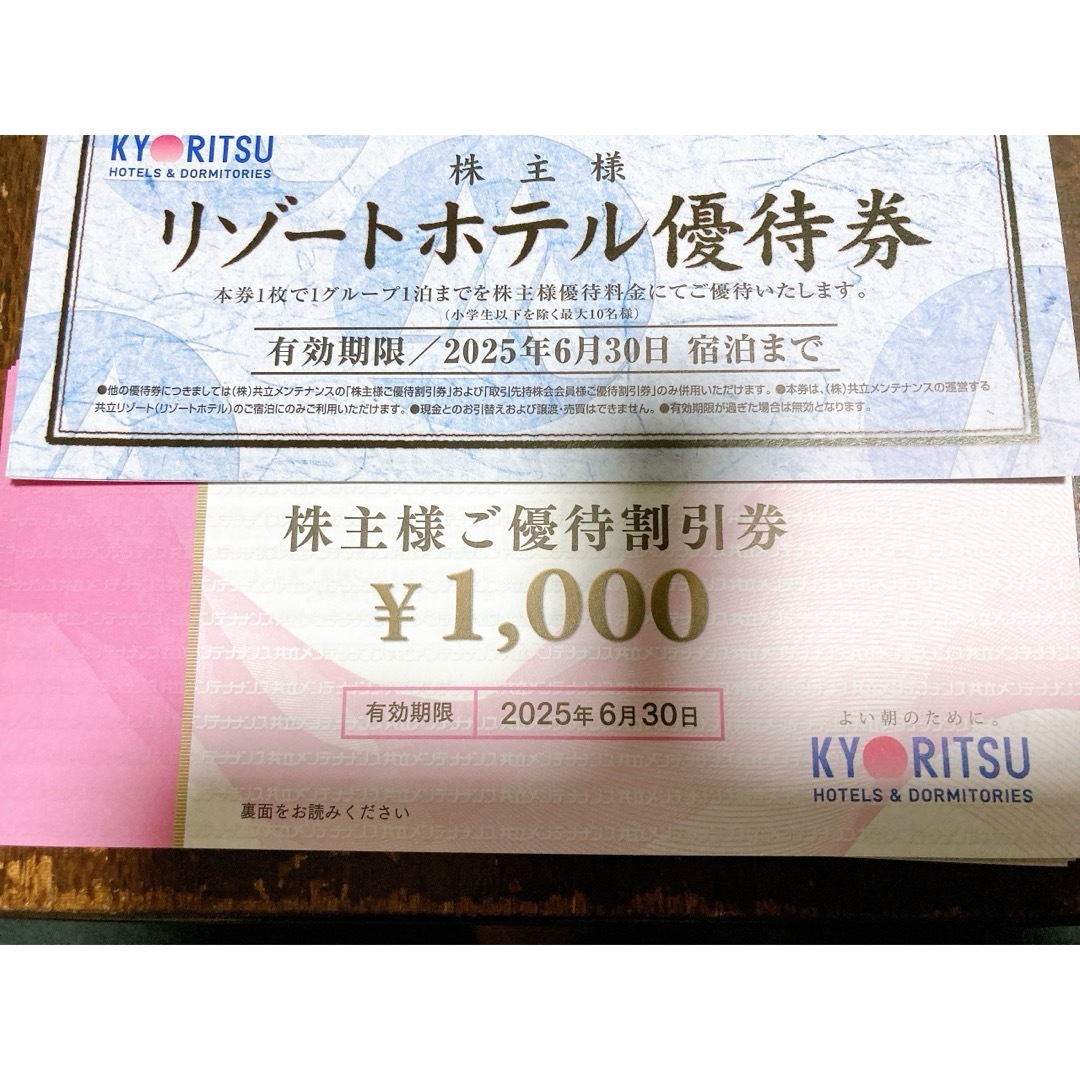 KYORITSU
HOTELS & DORMITORIES
株主様
リゾートホテル優待券
本券1枚で1グループ1泊までを株主様優待料金にてご優待いたします。
(小学生以下を除く最大10名様)
有効期限／2025年6月30日 宿泊まで
●他の優待券につきましては(株)共立メンテナンスの「株主様ご優待割引券」および「取引先持株会会員様ご優待割引券」のみ併用いただけます。●本券は、(株)共立メンテナンスの運営する
共立リゾート(リゾートホテル)のご宿泊にのみご利用いただけます。●現金とのお引替えおよび譲渡・売買はできません。●有効期限が過ぎた場合は無効となります。
株主様ご優待割引券
¥1,000
有効期限 2025年6月30日
よい朝のために。
KYORITSU
HOTELS & DORMITORIES
裏面をお読みください